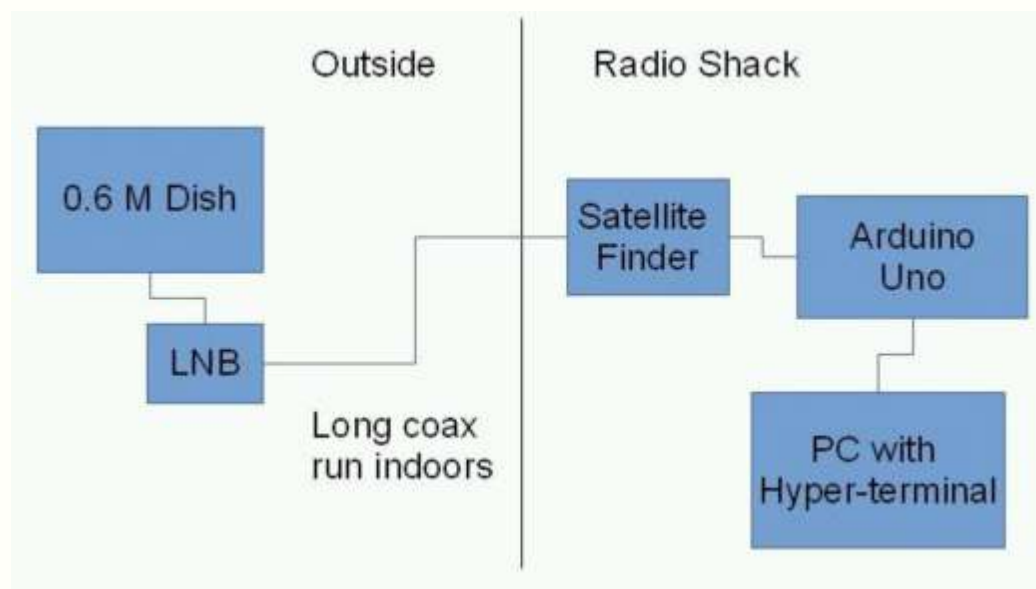 Outside
Radio Shack
0.6 M Dish
Satellite
Finder
Arduino
Uno
LNB
Long coax
run indoors
PC with
Hyper-terminal